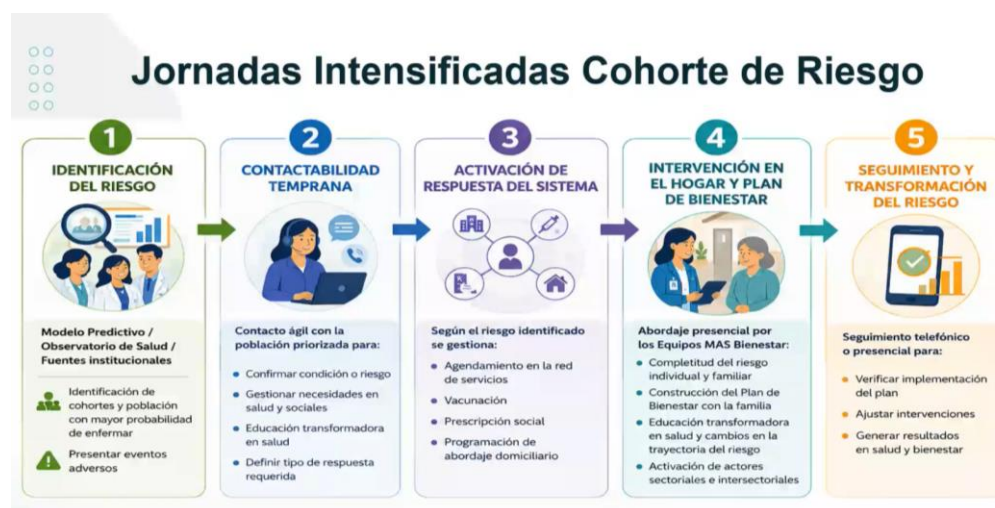 Jornadas Intensificadas Cohorte de Riesgo
1
IDENTIFICACIÓN
DEL RIESGO
Modelo Predictivo /
Observatorio de Salud /
Fuentes institucionales
Identificación de
cohortes y población
con mayor probabilidad
de enfermar
Presentar eventos
adversos
2
CONTACTABILIDAD
TEMPRANA
Contacto ágil con la
población priorizada para:
• Confirmar condición o riesgo
• Gestionar necesidades en
salud y sociales
• Educación transformadora
en salud
• Definir tipo de respuesta
requerida
3
ACTIVACIÓN DE
RESPUESTA DEL SISTEMA
Según el riesgo identificado
se gestiona:
• Agendamiento en la red
de servicios
• Vacunación
• Prescripción social
• Programación de
abordaje domiciliario
4
INTERVENCIÓN EN
EL HOGAR Y PLAN
DE BIENESTAR
Abordaje presencial por
los Equipos MAS Bienestar:
• Completitud del riesgo
individual y familiar
• Construcción del Plan de
Bienestar con la familia
• Educación transformadora
en salud y cambios en la
trayectoria del riesgo
• Activación de actores
sectoriales e intersectoriales
5
SEGUIMIENTO Y
TRANSFORMACIÓN
DEL RIESGO
Seguimiento telefónico
o presencial para:
• Verificar implementación
del plan
• Ajustar intervenciones
• Generar resultados
en salud y bienestar